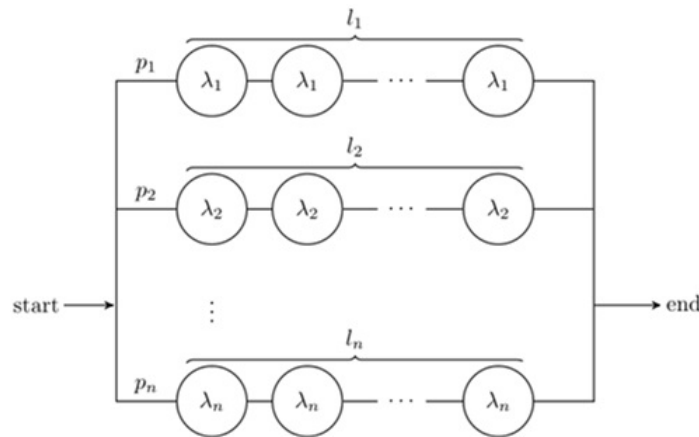 l₁
p₁ λ₁ λ₁ ⋯ λ₁
l₂
p₂ λ₂ λ₂ ⋯ λ₂
start ⋮ end
lₙ
pₙ λₙ λₙ ⋯ λₙ